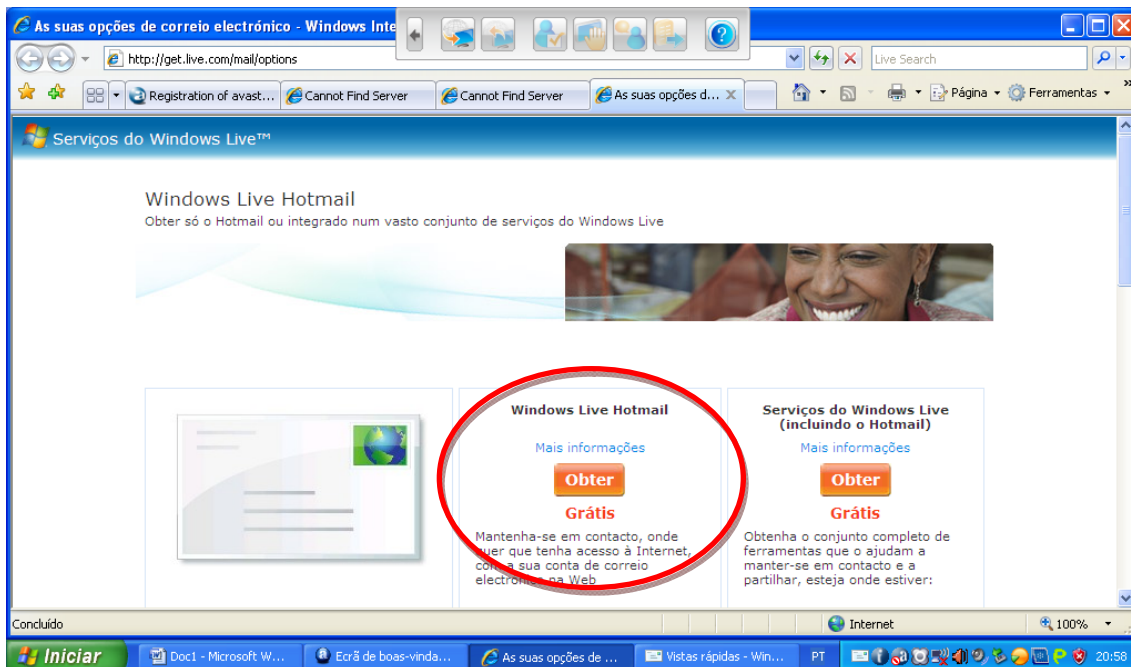 As suas opções de correio electrónico - Windows Inte
http://get.live.com/mail/options
Live Search
Registration of avast...
Cannot Find Server
Cannot Find Server
As suas opções d...
Página
Ferramentas
Serviços do Windows Live™
Windows Live Hotmail
Obter só o Hotmail ou integrado num vasto conjunto de serviços do Windows Live
Windows Live Hotmail
Mais informações
Obter
Grátis
Mantenha-se em contacto, onde
quer que tenha acesso à Internet,
com a sua conta de correio
electrónico na Web
Serviços do Windows Live
(incluindo o Hotmail)
Mais informações
Obter
Grátis
Obtenha o conjunto completo de
ferramentas que o ajudam a
manter-se em contacto e a
partilhar, esteja onde estiver:
Concluído
Internet
100%
Iniciar
Doc1 - Microsoft W...
Ecrã de boas-vinda...
As suas opções de ...
Vistas rápidas - Win...
PT
20:58